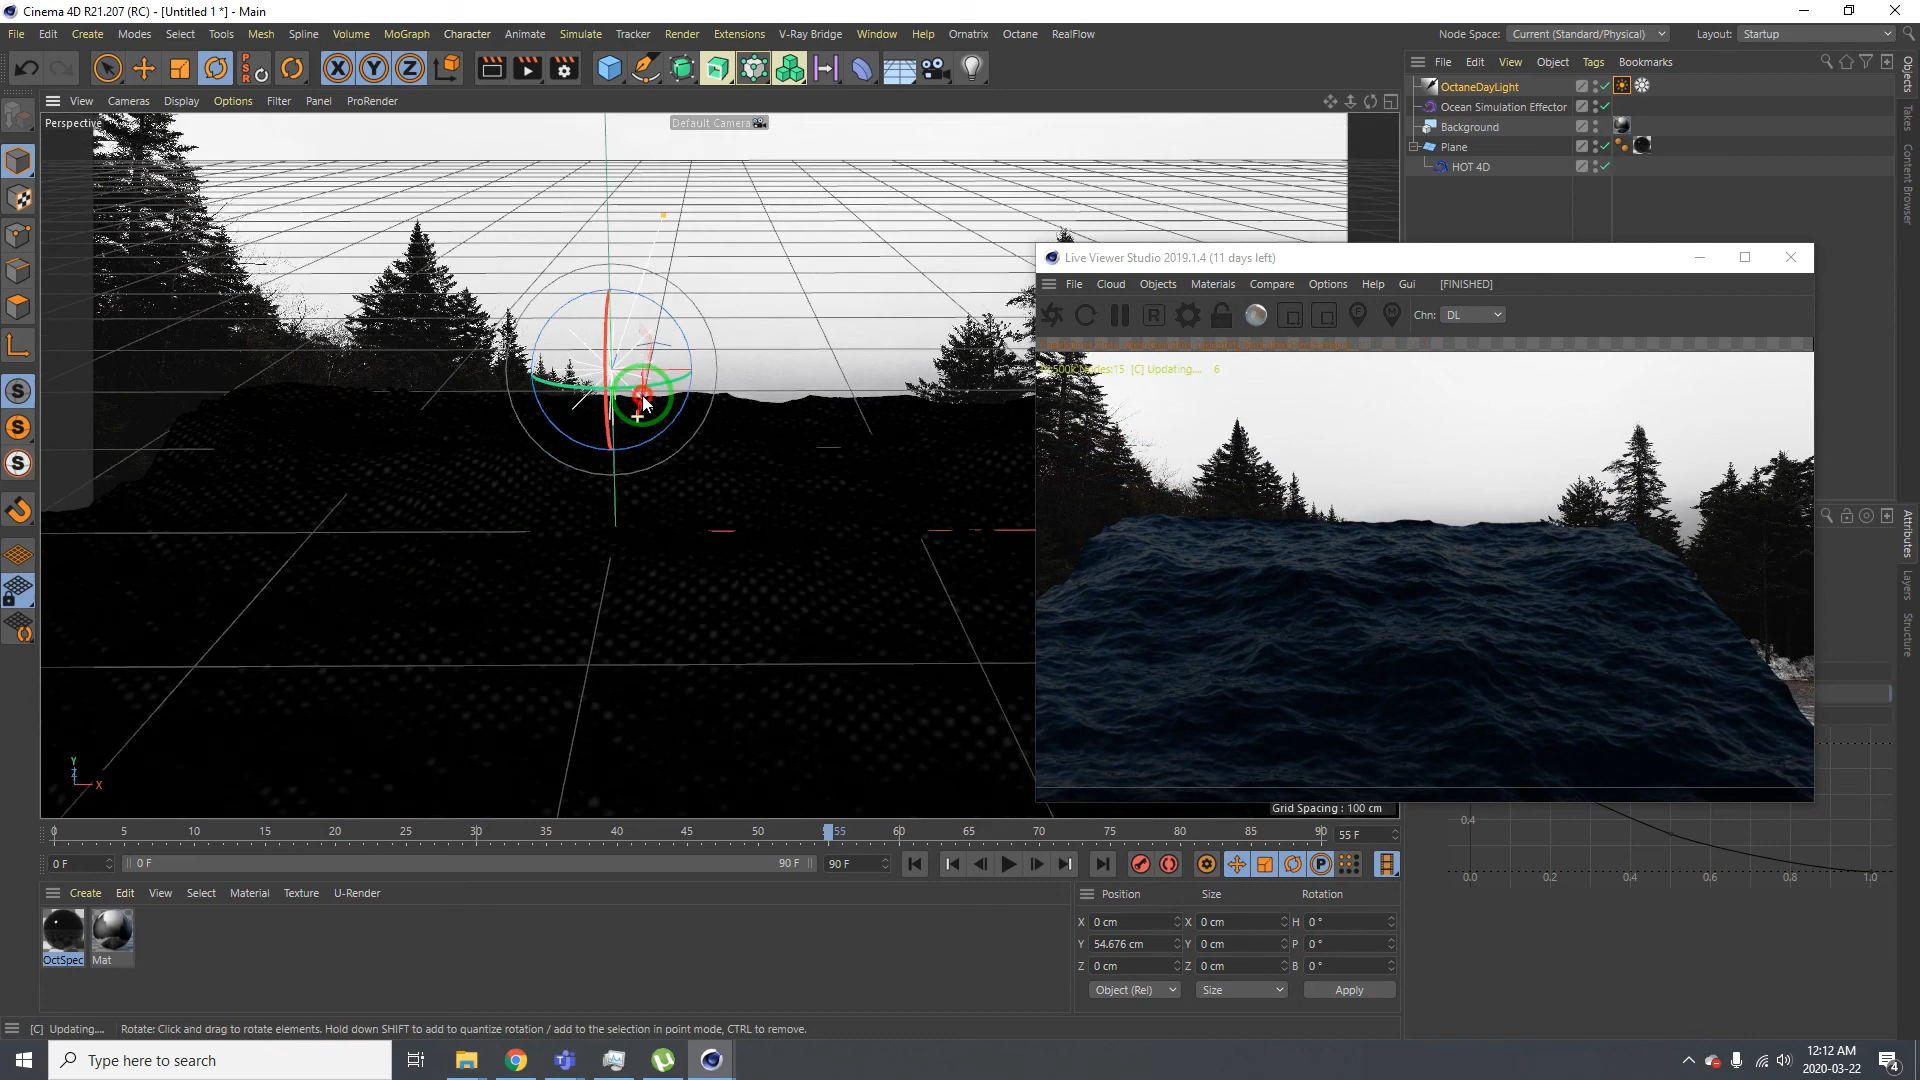 Cinema 4D R21.207 (RC) - [Untitled 1 *] - Main
File Edit Create Modes Select Tools Mesh Spline Volume MoGraph Character Animate Simulate Tracker Render Extensions V-Ray Bridge Window Help Ornatrix Octane RealFlow
Node Space: Current (Standard/Physical) Layout: Startup
PSR
X Y Z
File Edit View Object Tags Bookmarks
View Cameras Display Options Filter Panel ProRender
Perspective
Default Camera
OctaneDayLight
Ocean Simulation Effector
Background
Plane
HOT 4D
Objects
Takes
Content Browser
Attributes
Layers
Structure
Live Viewer Studio 2019.1.4 (11 days left)
File Cloud Objects Materials Compare Options Help Gui [FINISHED]
R
Chn: DL
[C] Updating... 6
S
S
S
Y
Z
X
Grid Spacing : 100 cm
0 5 10 15 20 25 30 35 40 45 50 55 60 65 70 75 80 85 90 55 F
0 F 0 F 90 F 90 F
P
Create Edit View Select Material Texture U-Render
OctSpec Mat
Position Size Rotation
X 0 cm X 0 cm H 0 °
Y 54.676 cm Y 0 cm P 0 °
Z 0 cm Z 0 cm B 0 °
Object (Rel) Size Apply
0.4
0.0 0.2 0.4 0.6 0.8 1.0
[C] Updating.... Rotate: Click and drag to rotate elements. Hold down SHIFT to add to quantize rotation / add to the selection in point mode, CTRL to remove.
Type here to search
12:12 AM
2020-03-22
4